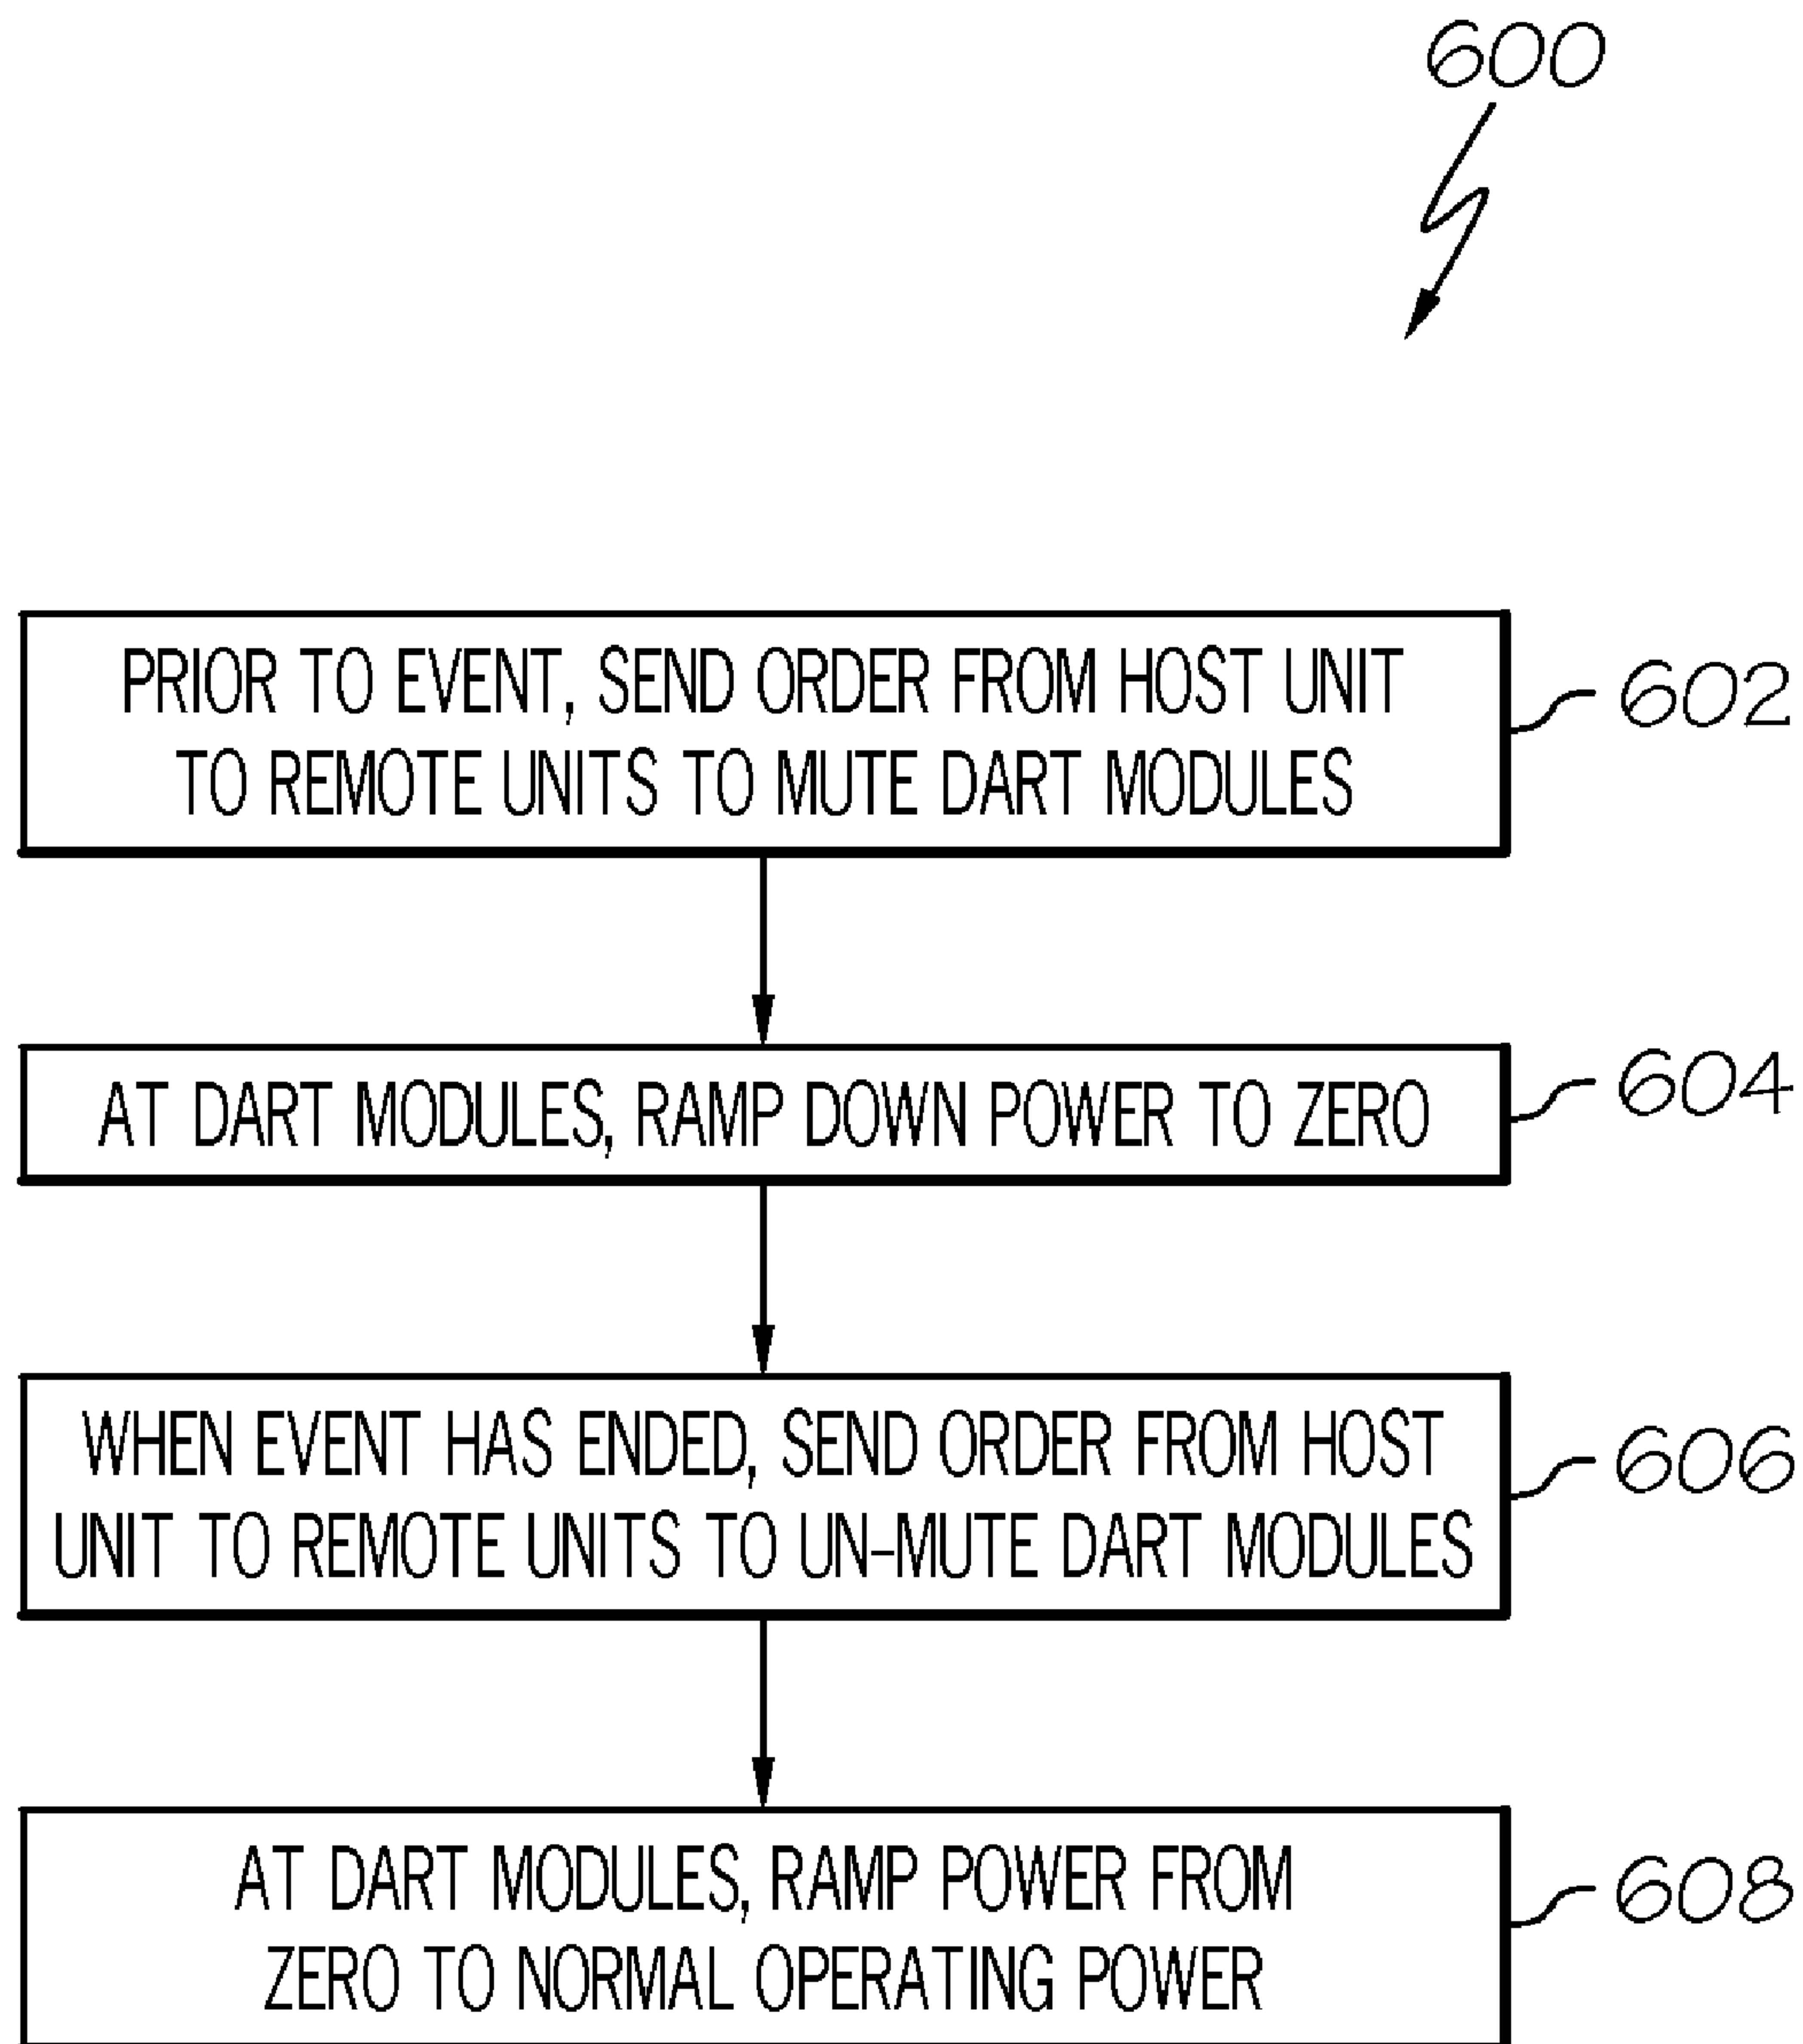 600
PRIOR TO EVENT, SEND ORDER FROM HOST UNIT
TO REMOTE UNITS TO MUTE DART MODULES
602
AT DART MODULES, RAMP DOWN POWER TO ZERO
604
WHEN EVENT HAS ENDED, SEND ORDER FROM HOST
UNIT TO REMOTE UNITS TO UN-MUTE DART MODULES
606
AT DART MODULES, RAMP POWER FROM
ZERO TO NORMAL OPERATING POWER
608